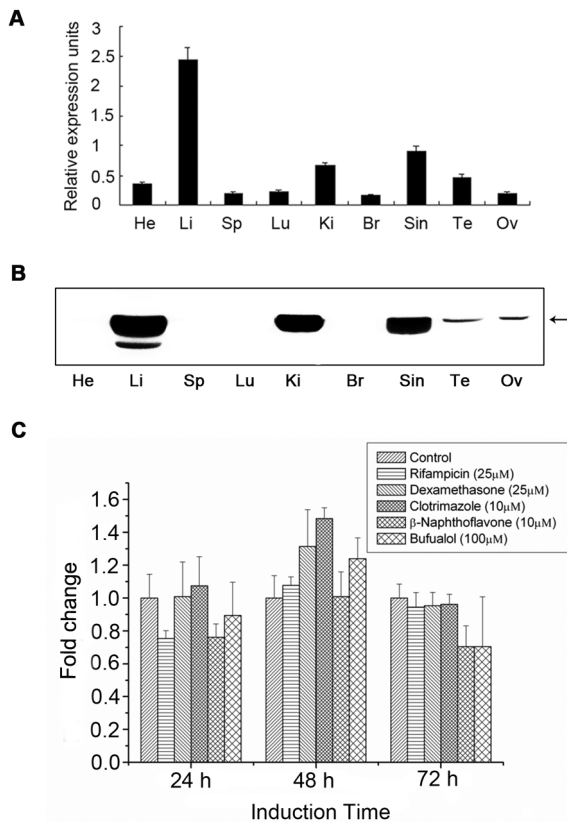 A
Relative expression units
3
2.5
2
1.5
1
0.5
0
He Li Sp Lu Ki Br Sin Te Ov
B
←
He Li Sp Lu Ki Br Sin Te Ov
C
Control
Rifampicin (25μM)
Dexamethasone (25μM)
Clotrimazole (10μM)
β-Naphthoflavone (10μM)
Bufualol (100μM)
Fold change
1.6
1.4
1.2
1.0
0.8
0.6
0.4
0.2
0.0
24 h 48 h 72 h
Induction Time